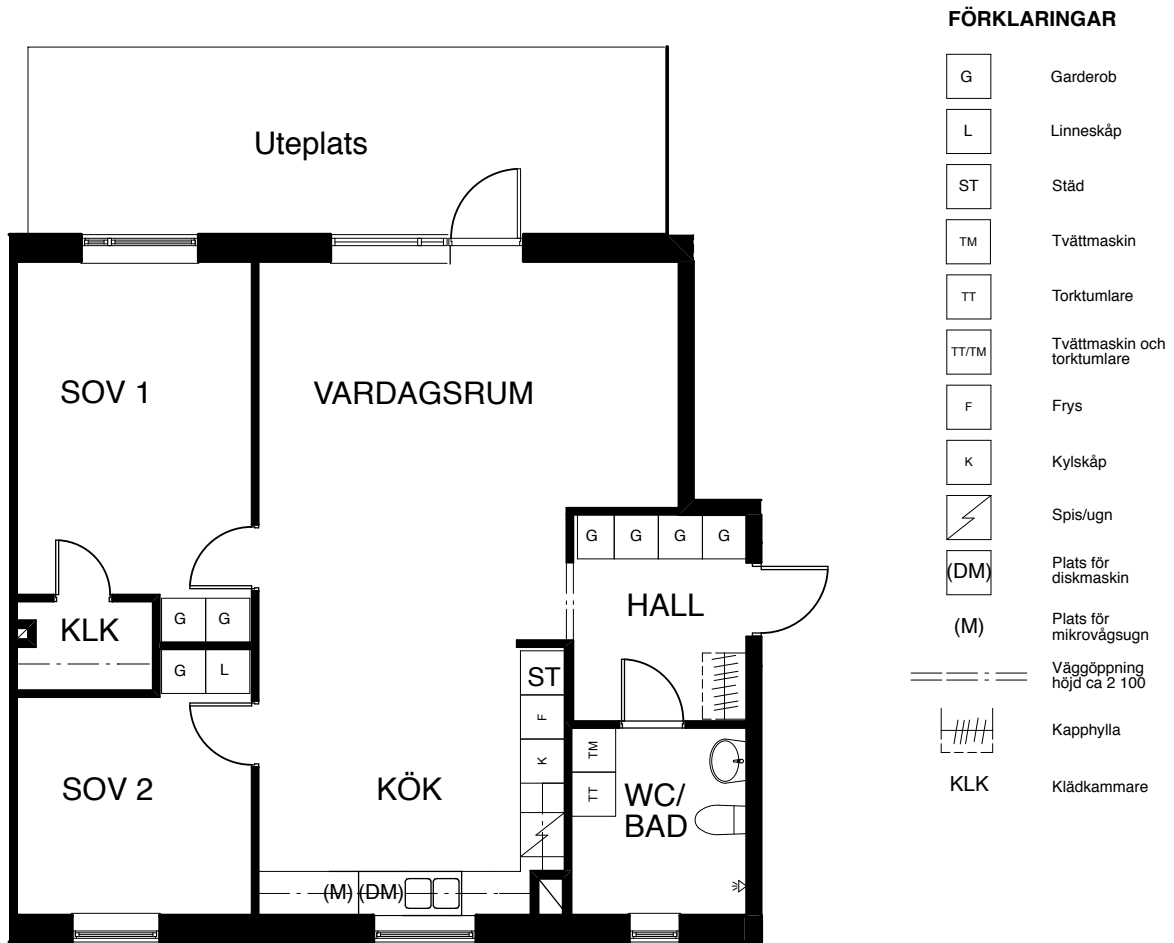 Uteplats
SOV 1
VARDAGSRUM
G G G G
HALL
KLK
G G
G L
ST
F
K
SOV 2
KÖK
TM
TT
WC/
BAD
(M) (DM)
FÖRKLARINGAR
G Garderob
L Linneskåp
ST Städ
TM Tvättmaskin
TT Torktumlare
TT/TM Tvättmaskin och
torktumlare
F Frys
K Kylskåp
Spis/ugn
(DM) Plats för
diskmaskin
(M) Plats för
mikrovågsugn
Väggöppning
höjd ca 2 100
Kapphylla
KLK Klädkammare